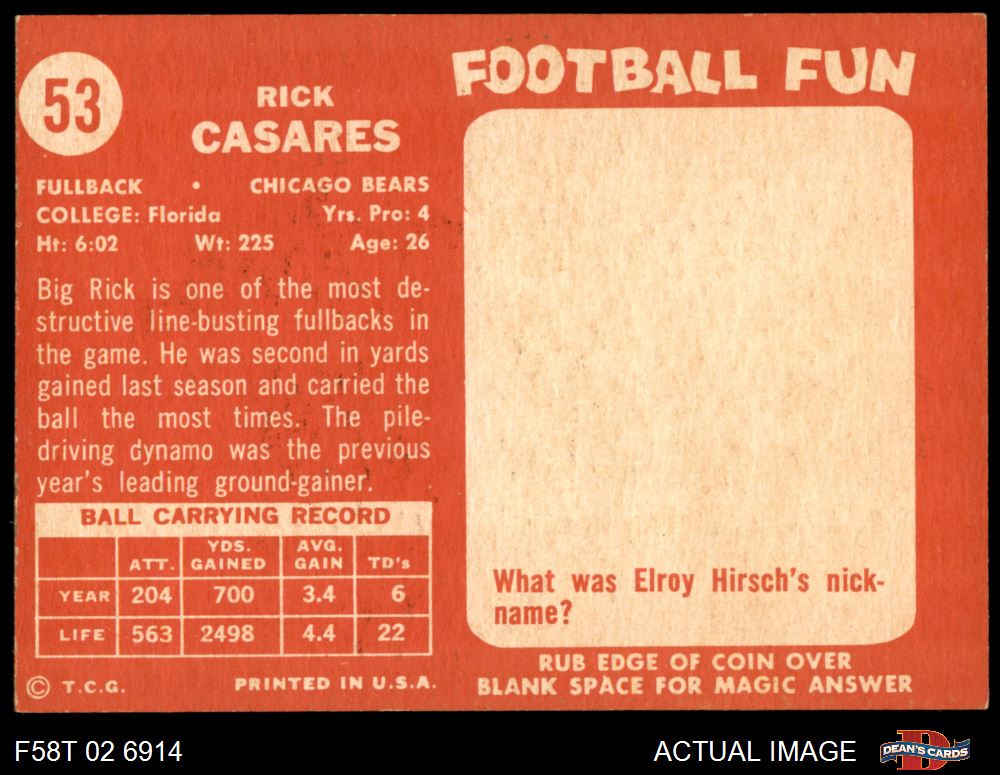 53
RICK
CASARES
FULLBACK • CHICAGO BEARS
COLLEGE: Florida Yrs. Pro: 4
Ht: 6:02 Wt: 225 Age: 26
Big Rick is one of the most de-
structive line-busting fullbacks in
the game. He was second in yards
gained last season and carried the
ball the most times. The pile-
driving dynamo was the previous
year's leading ground-gainer.
BALL CARRYING RECORD
ATT. YDS. GAINED AVG. GAIN TD's
YEAR 204 700 3.4 6
LIFE 563 2498 4.4 22
© T.C.G. PRINTED IN U.S.A.
FOOTBALL FUN
What was Elroy Hirsch's nick-
name?
RUB EDGE OF COIN OVER
BLANK SPACE FOR MAGIC ANSWER
F58T 02 6914
ACTUAL IMAGE
D
DEAN'S CARDS